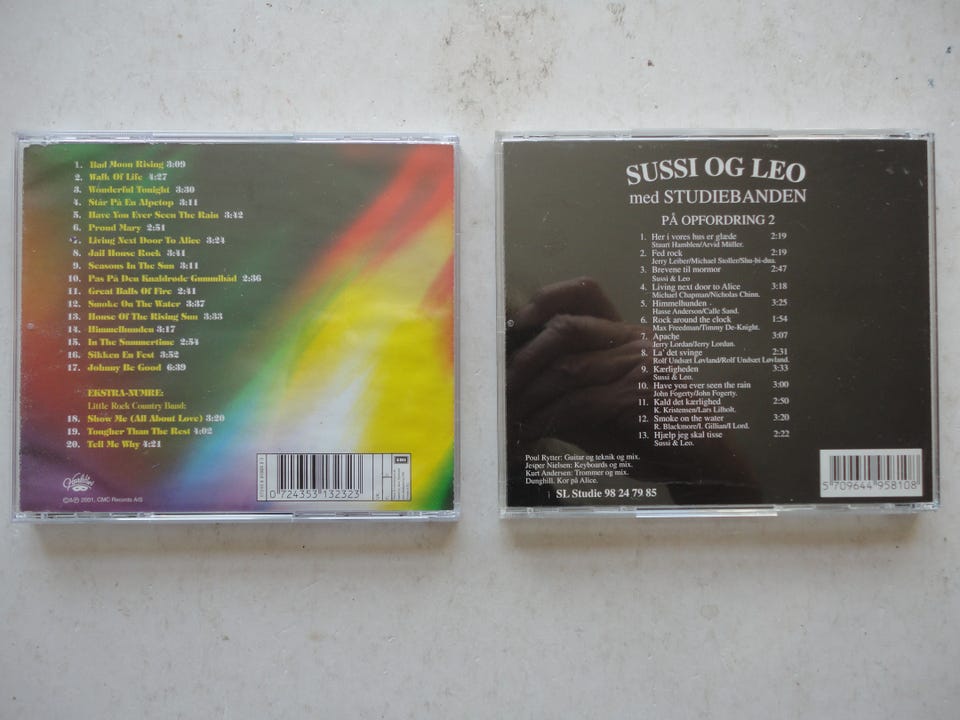 1. Bad Moon Rising 3:09
2. Walk Of Life 4:27
3. Wonderful Tonight 3:30
4. Står På En Alpetop 3:11
5. Have You Ever Seen The Rain 3:42
6. Proud Mary 2:51
7. Living Next Door To Alice 3:24
8. Jail House Rock 3:41
9. Seasons In The Sun 3:11
10. Pas På Den Knaldrøde Gummibåd 2:36
11. Great Balls Of Fire 2:41
12. Smoke On The Water 3:37
13. House Of The Rising Sun 3:33
14. Himmelhunden 3:17
15. In The Summertime 2:54
16. Sikken En Fest 3:52
17. Johnny Be Good 6:39
EKSTRA-NUMRE:
Little Rock Country Band:
18. Show Me (All About Love) 3:20
19. Tougher Than The Rest 4:02
20. Tell Me Why 4:21
©&℗ 2001, CMC Records A/S
0 724353 132323
SUSSI OG LEO
med STUDIEBANDEN
PÅ OPFORDRING 2
1. Her i vores hus er glæde 2:19
Stuart Hamblen/Arvid Müller.
2. Fed rock 2:19
Jerry Leiber/Michael Stoller/Shu-bi-dua.
3. Brevene til mormor 2:47
Sussi & Leo
4. Living next door to Alice 3:18
Michael Chapman/Nicholas Chinn.
5. Himmelhunden 3:25
Hasse Anderson/Calle Sand.
6. Rock around the clock 1:54
Max Freedman/Timmy De-Knight.
7. Apache 3:07
Jerry Lordan/Jerry Lordan.
8. La' det svinge 2:31
Rolf Undsæt Løvland/Rolf Undsæt Løvland.
9. Kærligheden 3:33
Sussi & Leo.
10. Have you ever seen the rain 3:00
John Fogerty/John Fogerty.
11. Kald det kærlighed 2:50
K. Kristensen/Lars Lilholt.
12. Smoke on the water 3:20
R. Blackmore/I. Gillian/I Lord.
13. Hjælp jeg skal tisse 2:22
Sussi & Leo.
Poul Rytter: Guitar og teknik og mix.
Jesper Nielsen: Keyboards og mix.
Kurt Andersen: Trommer og mix.
Dunghill. Kor på Alice.
SL Studie 98 24 79 85
5 709644 958108